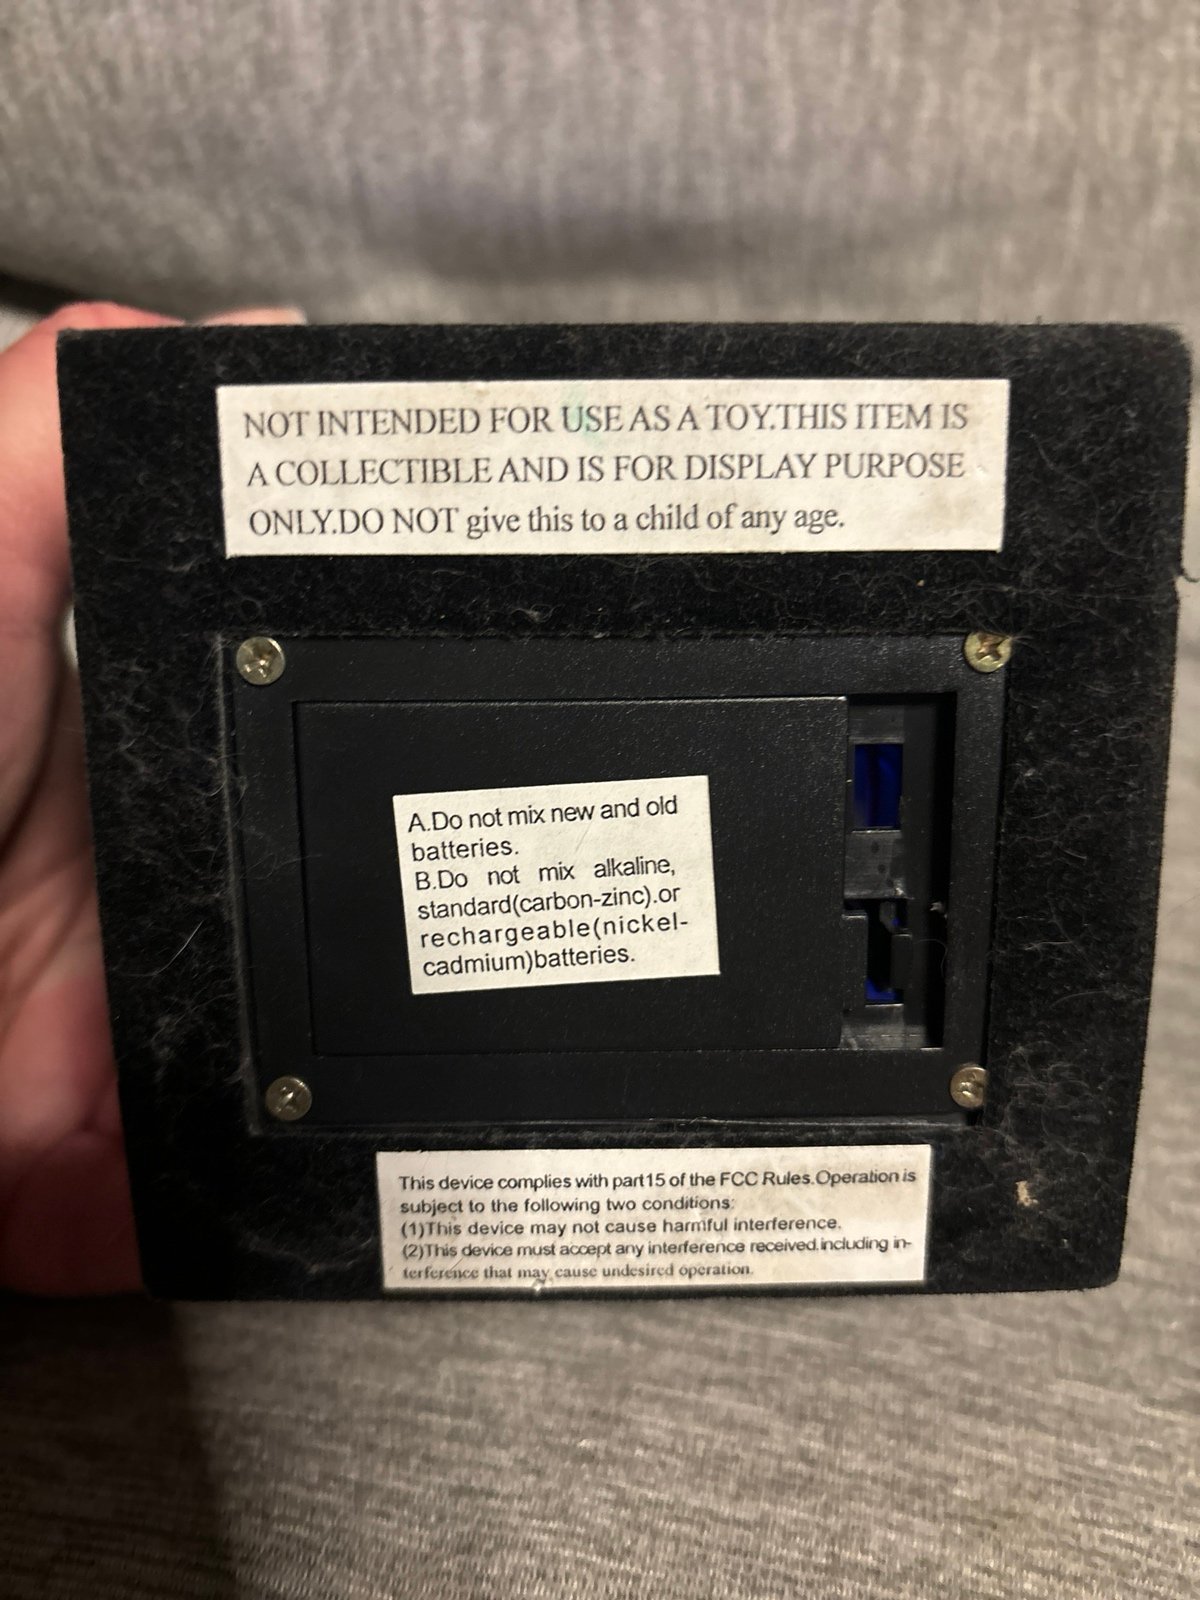 NOT INTENDED FOR USE AS A TOY.THIS ITEM IS
A COLLECTIBLE AND IS FOR DISPLAY PURPOSE
ONLY.DO NOT give this to a child of any age.
A.Do not mix new and old
batteries.
B.Do not mix alkaline,
standard(carbon-zinc).or
rechargeable(nickel-
cadmium)batteries.
This device complies with part15 of the FCC Rules.Operation is
subject to the following two conditions:
(1)This device may not cause harmful interference.
(2)This device must accept any interference received.including in-
terference that may cause undesired operation.